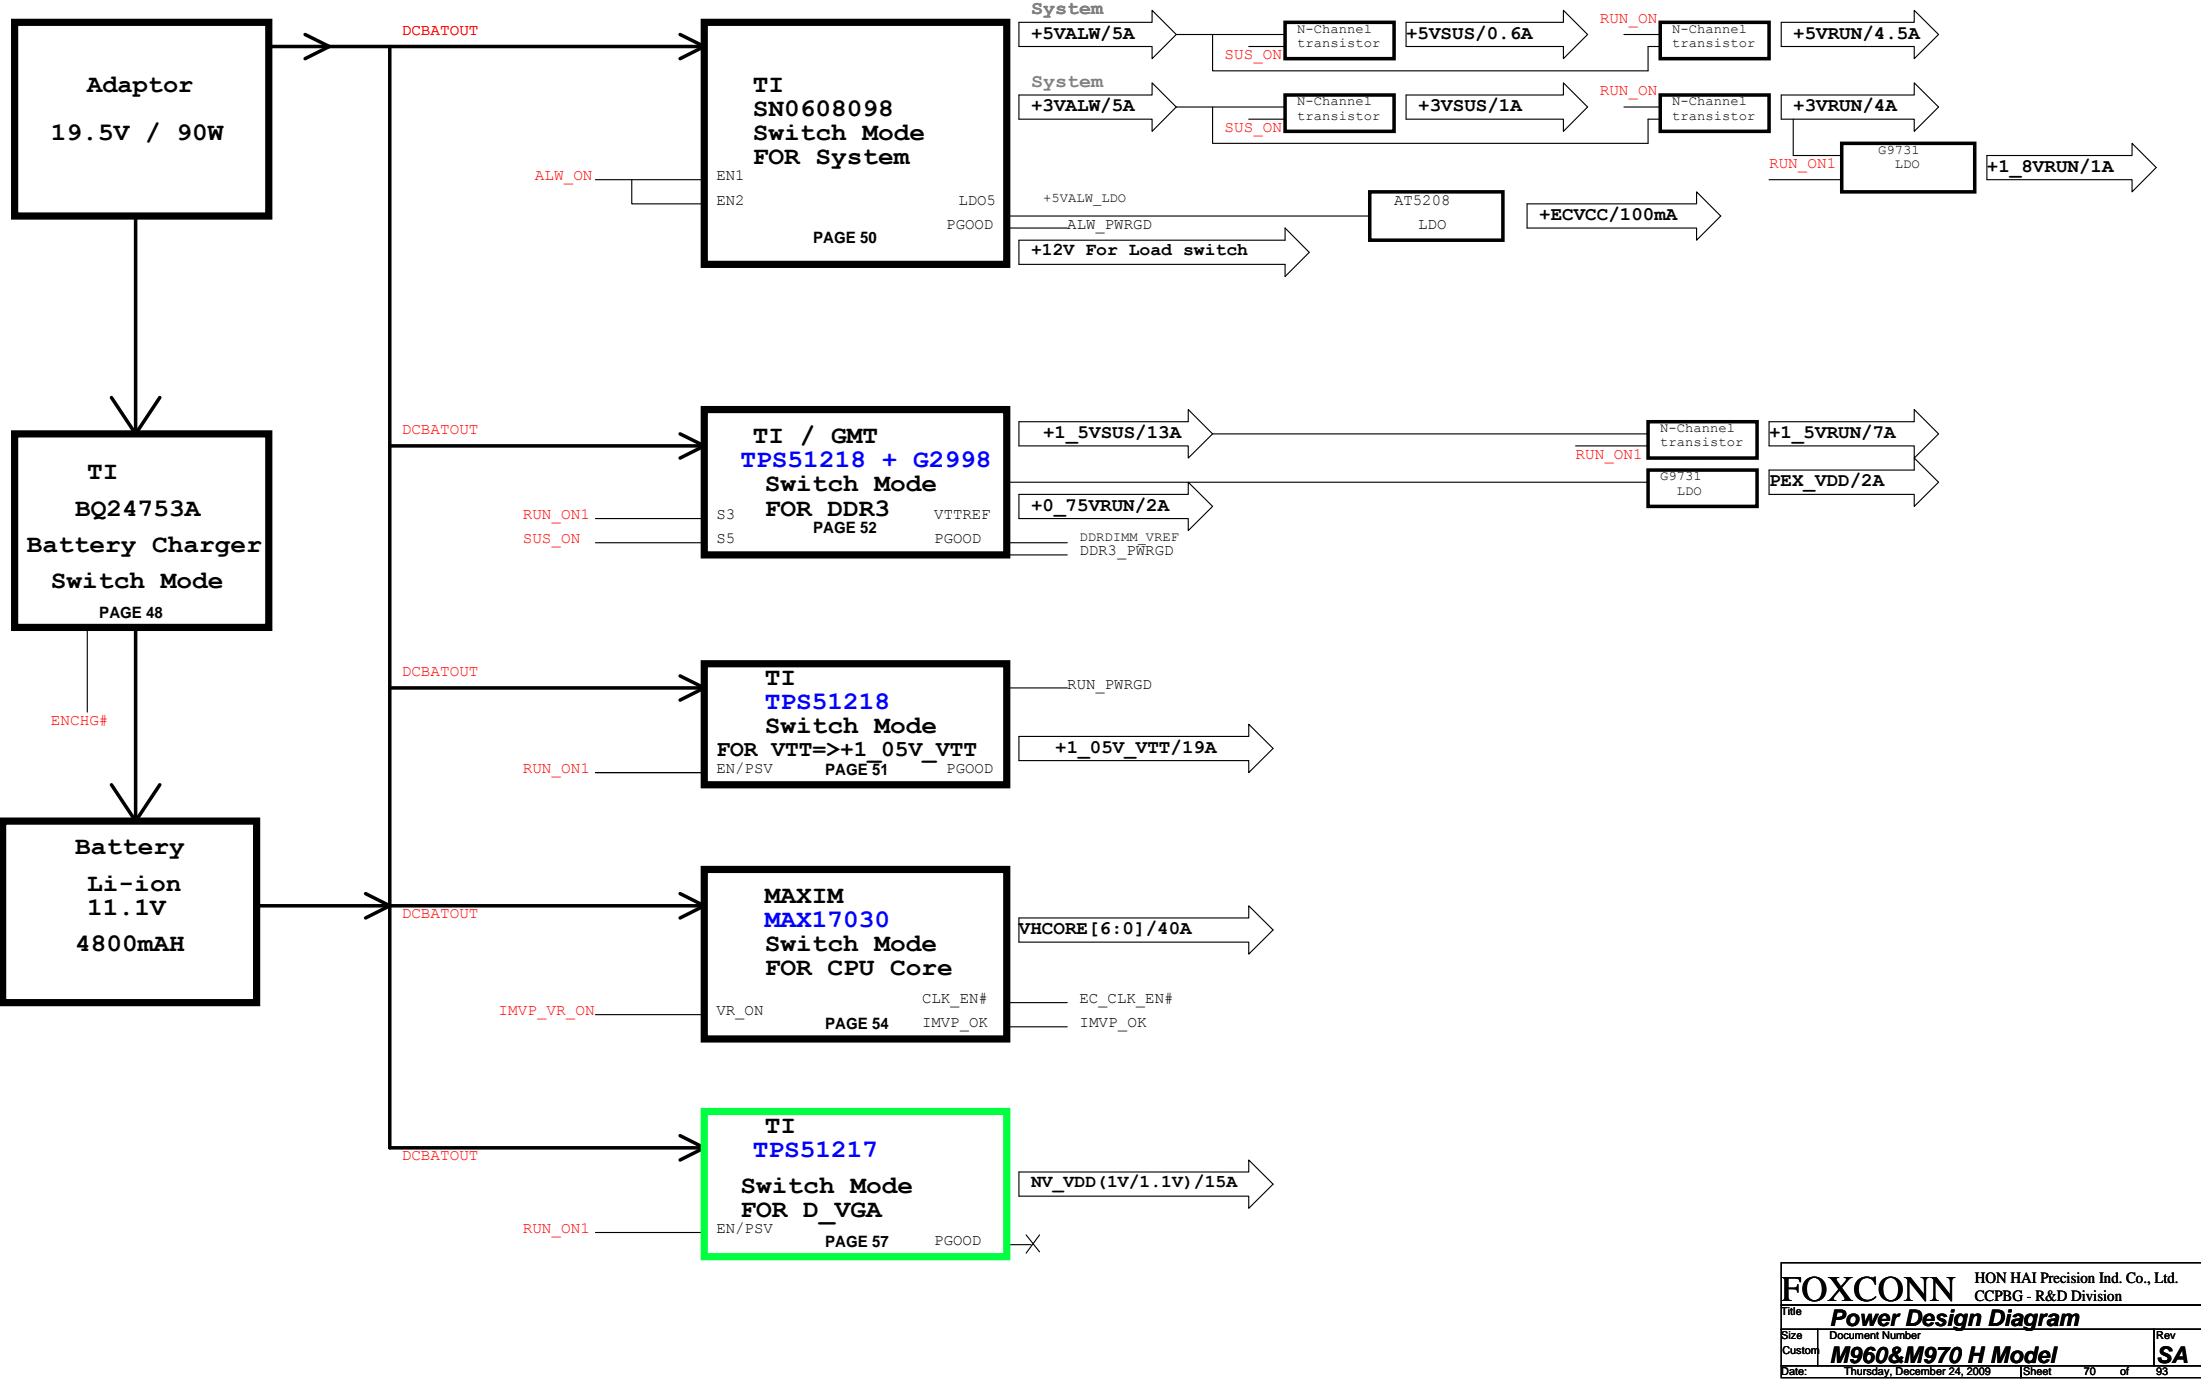 Adaptor
19.5V / 90W
TI
BQ24753A
Battery Charger
Switch Mode
PAGE 48
ENCHG#
Battery
Li-ion
11.1V
4800mAH
DCBATOUT
TI
SN0608098
Switch Mode
FOR System
ALW_ON
EN1
EN2
LDO5
PGOOD
PAGE 50
System
+5VALW/5A
SUS_ON
N-Channel
transistor
+5VSUS/0.6A
RUN_ON
N-Channel
transistor
+5VRUN/4.5A
System
+3VALW/5A
SUS_ON
N-Channel
transistor
+3VSUS/1A
RUN_ON
N-Channel
transistor
+3VRUN/4A
RUN_ON1
G9731
LDO
+1_8VRUN/1A
+5VALW_LDO
ALW_PWRGD
AT5208
LDO
+ECVCC/100mA
+12V For Load switch
DCBATOUT
TI / GMT
TPS51218 + G2998
Switch Mode
FOR DDR3
PAGE 52
RUN_ON1
SUS_ON
S3
S5
VTTREF
PGOOD
+1_5VSUS/13A
+0_75VRUN/2A
DDRDIMM_VREF
DDR3_PWRGD
RUN_ON1
N-Channel
transistor
+1_5VRUN/7A
G9731
LDO
PEX_VDD/2A
DCBATOUT
TI
TPS51218
Switch Mode
FOR VTT=>+1_05V_VTT
RUN_ON1
EN/PSV
PAGE 51
PGOOD
RUN_PWRGD
+1_05V_VTT/19A
DCBATOUT
MAXIM
MAX17030
Switch Mode
FOR CPU Core
IMVP_VR_ON
VR_ON
PAGE 54
CLK_EN#
IMVP_OK
VHCORE[6:0]/40A
EC_CLK_EN#
IMVP_OK
DCBATOUT
TI
TPS51217
Switch Mode
FOR D_VGA
RUN_ON1
EN/PSV
PAGE 57
PGOOD
NV_VDD(1V/1.1V)/15A
FOXCONN
HON HAI Precision Ind. Co., Ltd.
CCPBG - R&D Division
Title
Power Design Diagram
Size
Custom
Document Number
M960&M970 H Model
Rev
SA
Date: Thursday, December 24, 2009 Sheet 70 of 93